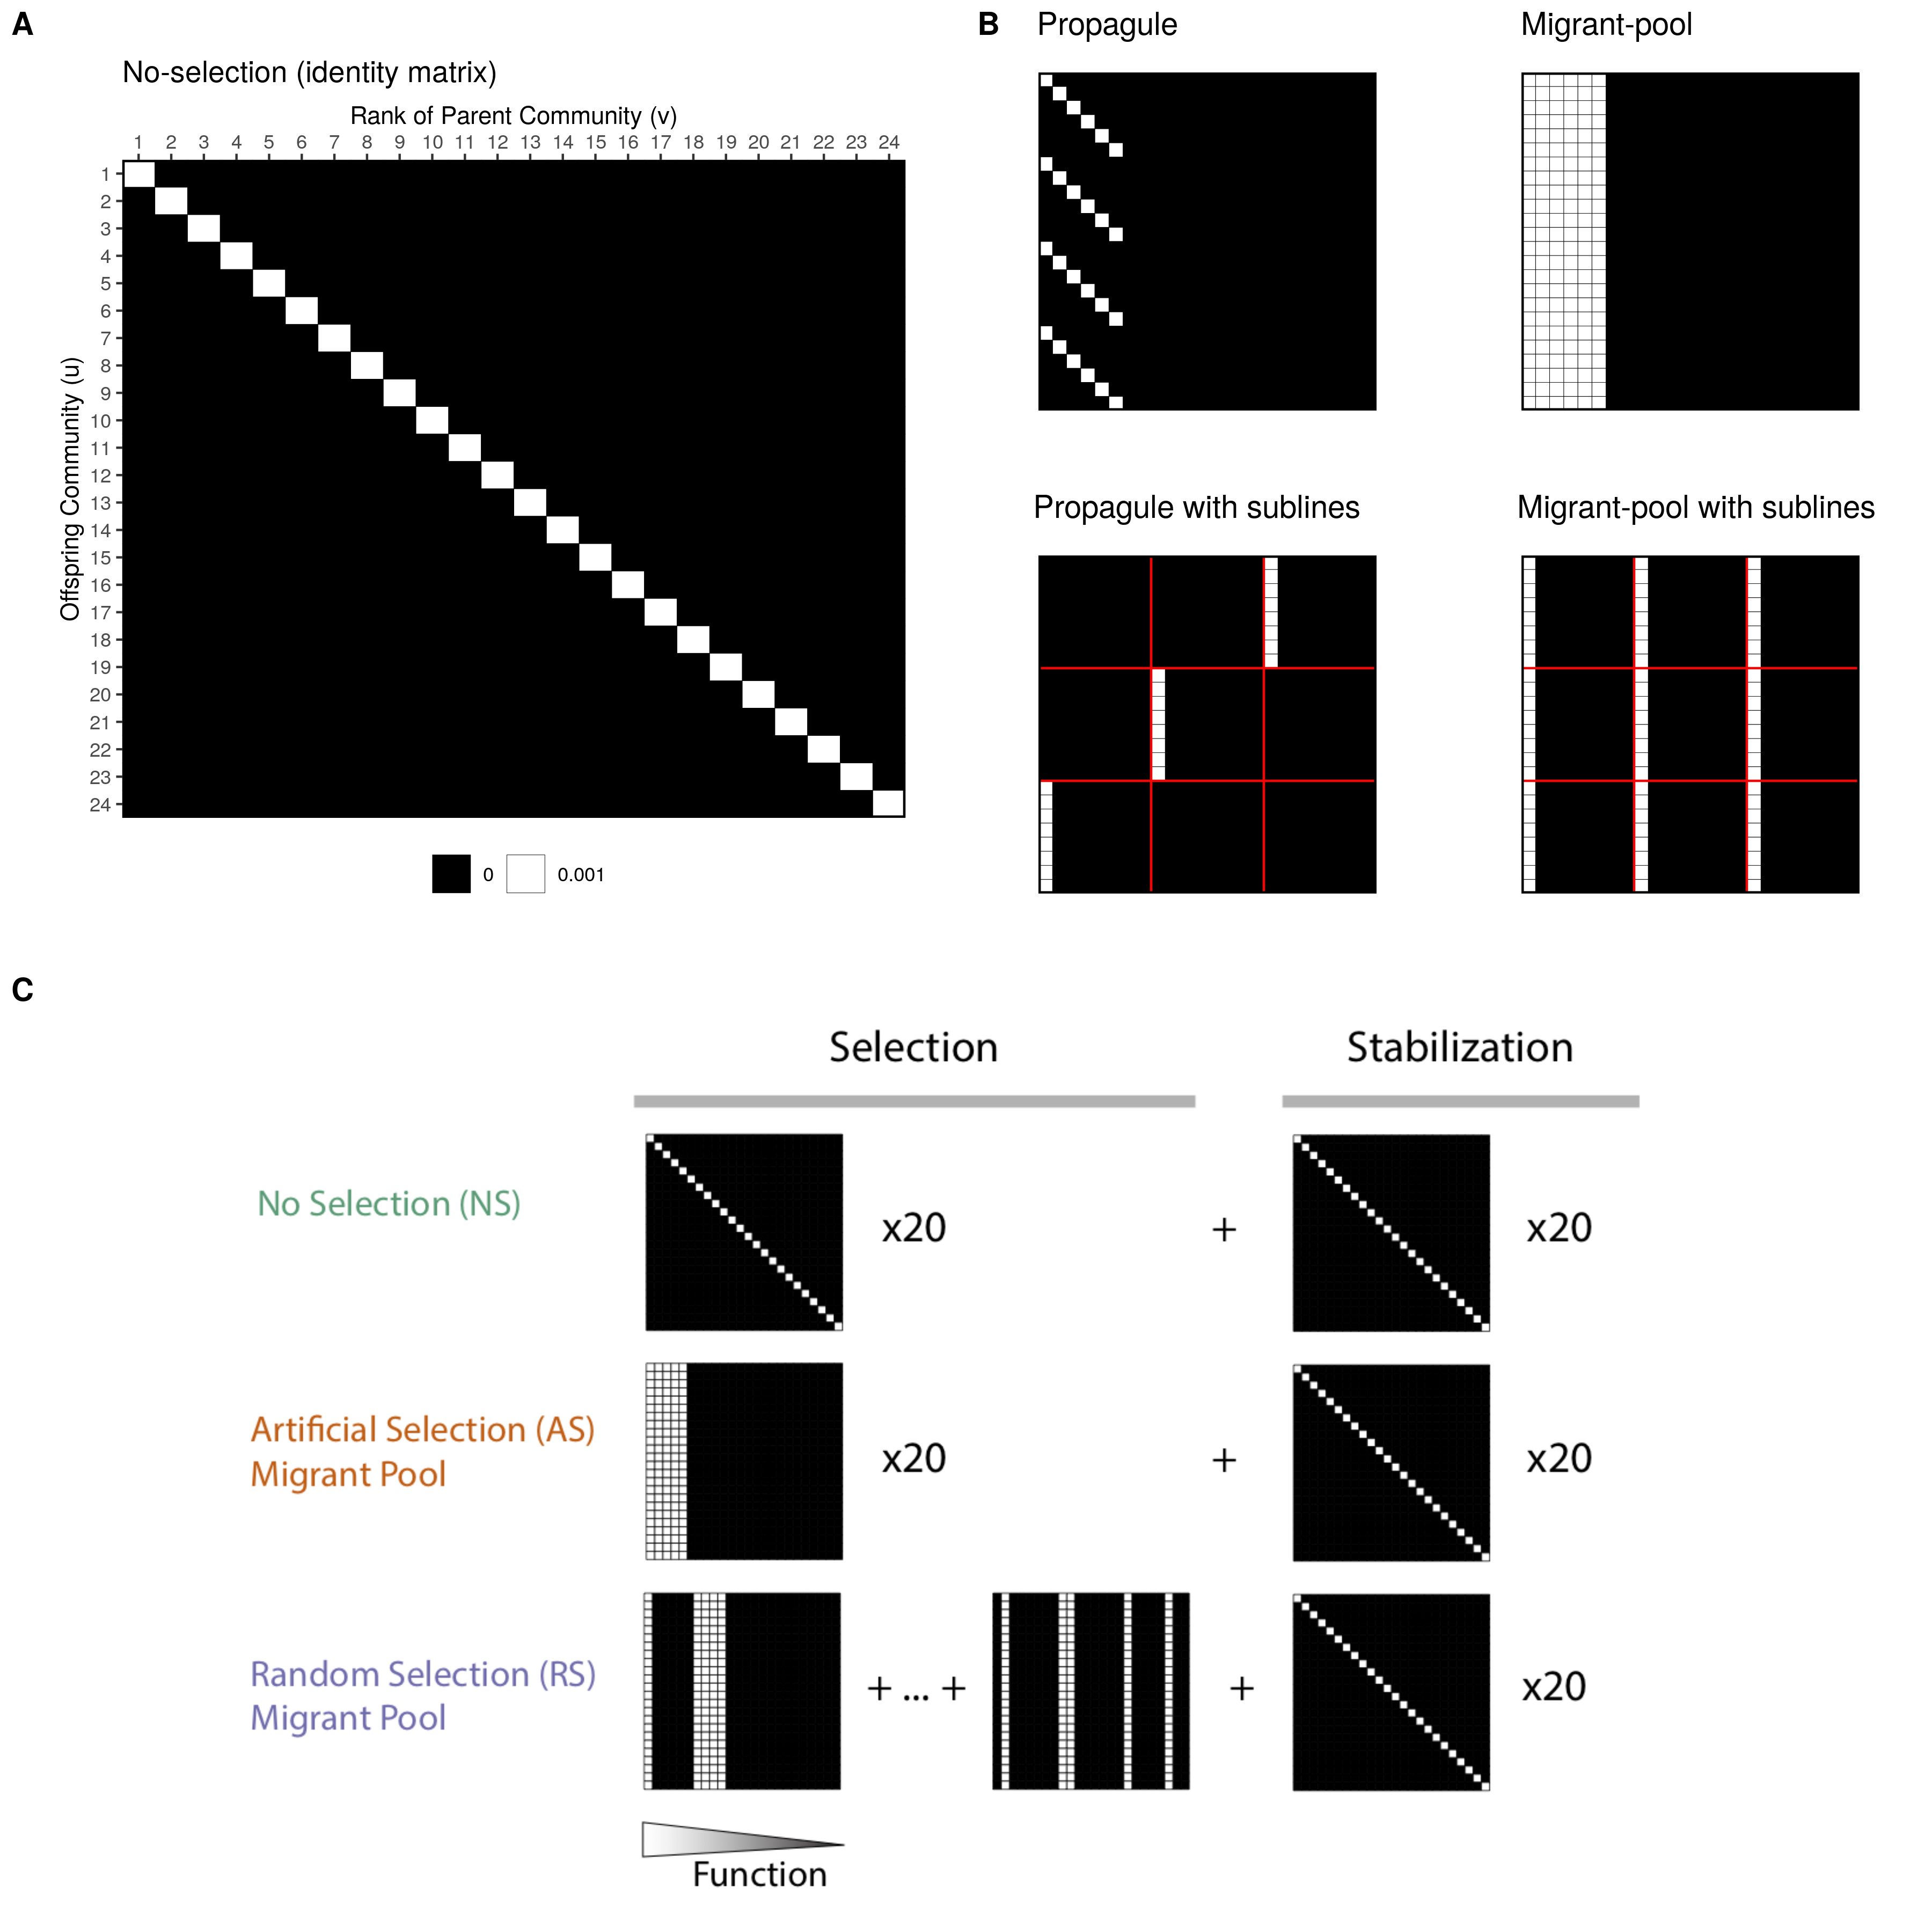 A
No-selection (identity matrix)
Rank of Parent Community (v)
1 2 3 4 5 6 7 8 9 10 11 12 13 14 15 16 17 18 19 20 21 22 23 24
Offspring Community (u)
1
2
3
4
5
6
7
8
9
10
11
12
13
14
15
16
17
18
19
20
21
22
23
24
0 0.001
B
Propagule
Migrant-pool
Propagule with sublines
Migrant-pool with sublines
C
Selection
Stabilization
No Selection (NS)
x20 + x20
Artificial Selection (AS)
Migrant Pool
x20 + x20
Random Selection (RS)
Migrant Pool
+ ... + + x20
Function